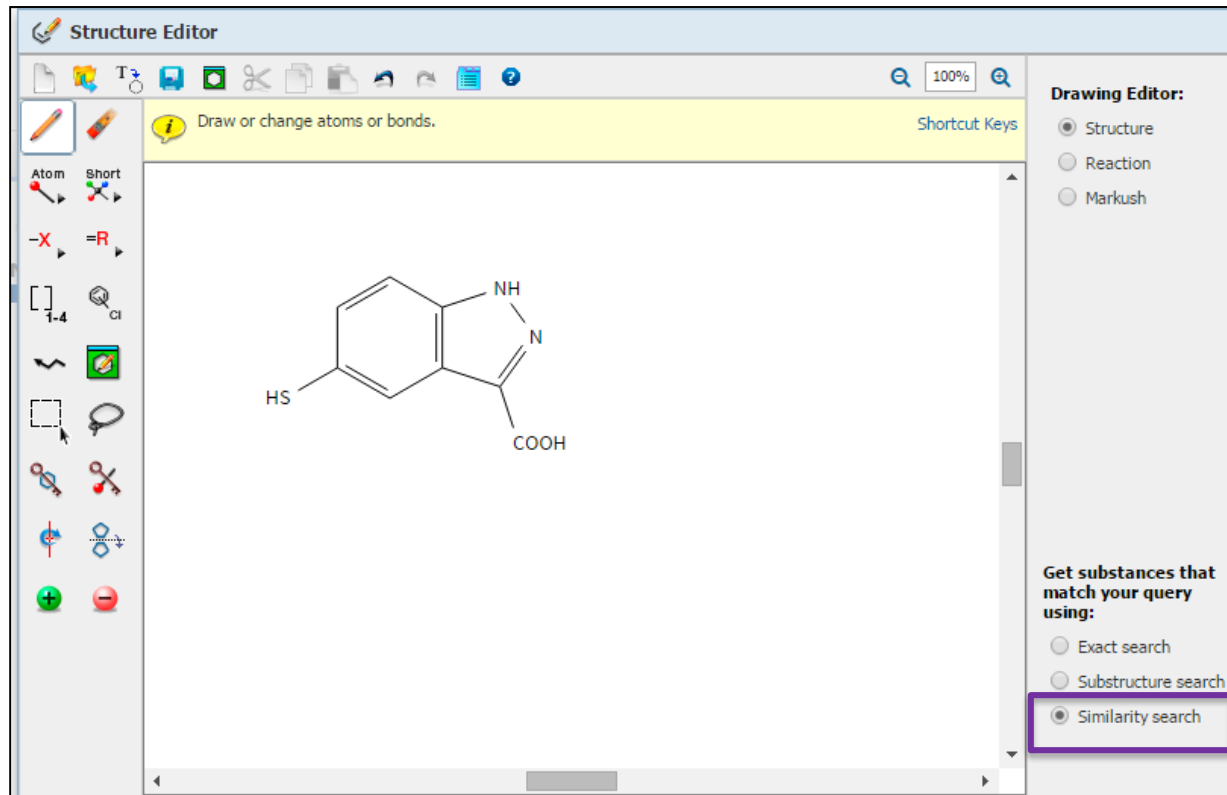 Structure Editor
T
100%
Draw or change atoms or bonds.
Shortcut Keys
Atom
Short
-X
=R
[ ]
1-4
Cl
NH
N
HS
COOH
Drawing Editor:
Structure
Reaction
Markush
Get substances that
match your query
using:
Exact search
Substructure search
Similarity search